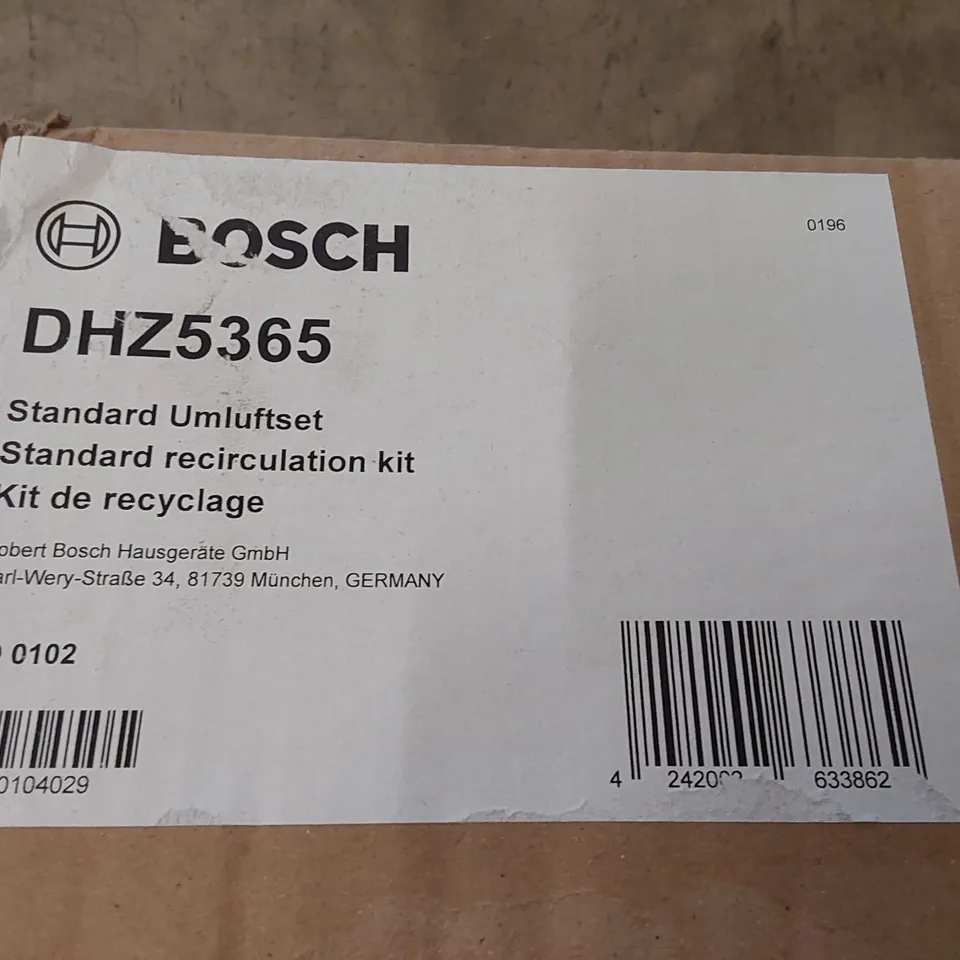 BOSCH
0196
DHZ5365
Standard Umluftset
Standard recirculation kit
Kit de recyclage
obert Bosch Hausgeräte GmbH
arl-Wery-Straße 34, 81739 München, GERMANY
0102
0104029
4 242002 633862